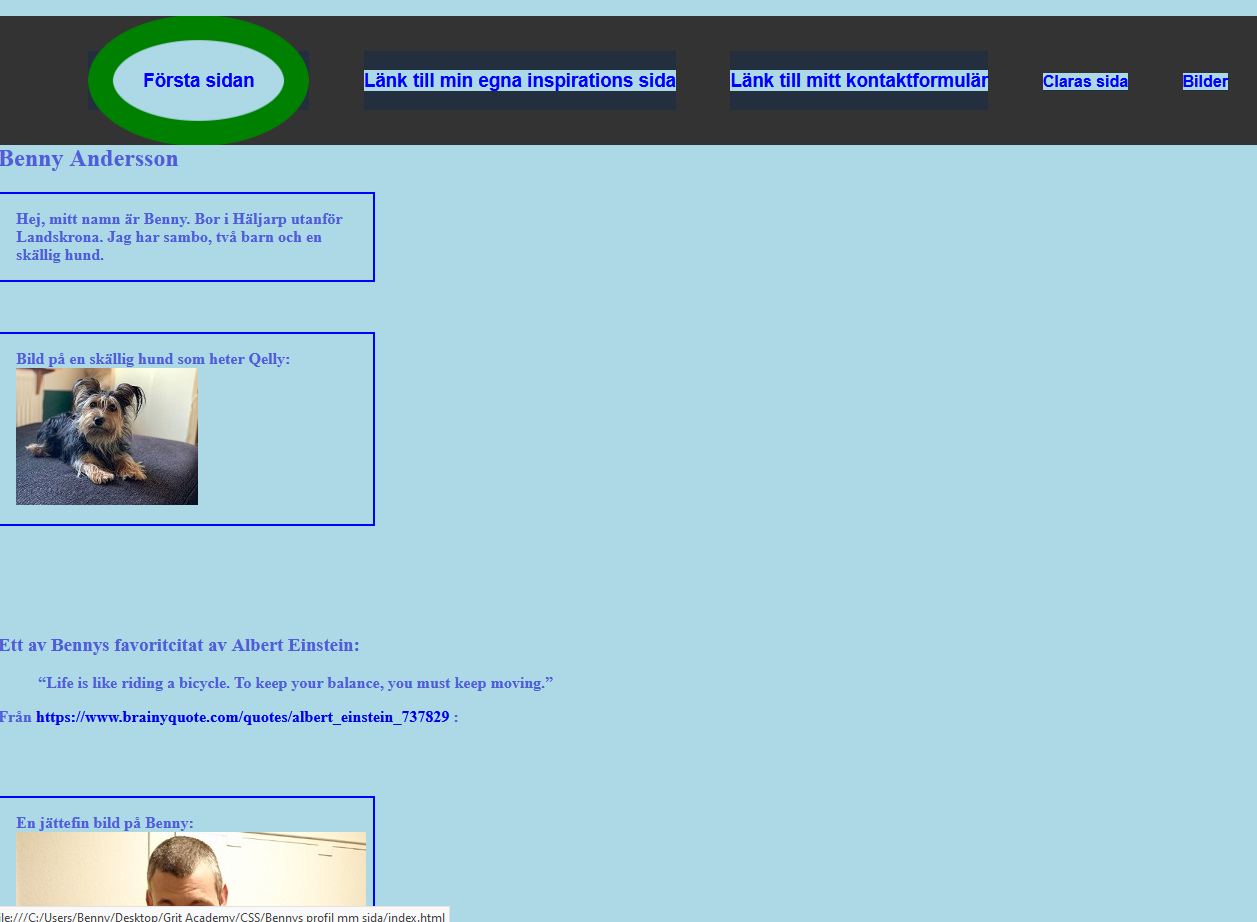 Första sidan Länk till min egna inspirations sida Länk till mitt kontaktformulär Claras sida Bilder
Benny Andersson
Hej, mitt namn är Benny. Bor i Häljarp utanför
Landskrona. Jag har sambo, två barn och en
skällig hund.
Bild på en skällig hund som heter Qelly:
Ett av Bennys favoritcitat av Albert Einstein:
“Life is like riding a bicycle. To keep your balance, you must keep moving.”
Från https://www.brainyquote.com/quotes/albert_einstein_737829 :
En jättefin bild på Benny:
ile:///C:/Users/Benny/Desktop/Grit Academy/CSS/Bennys profil mm sida/index.html